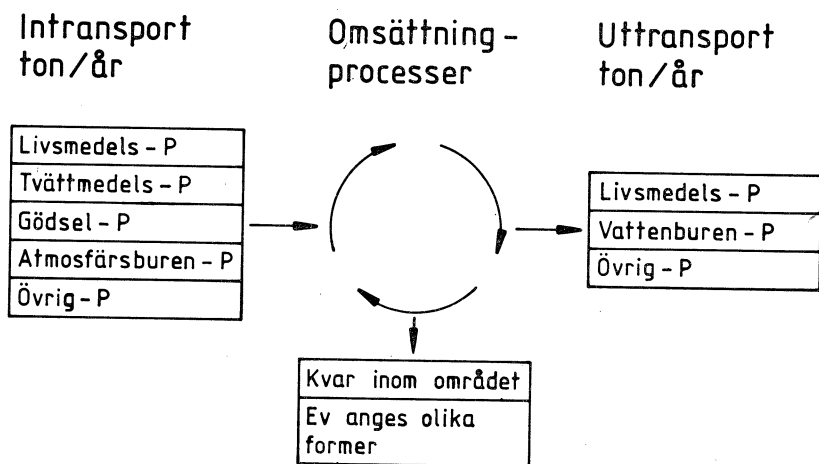 Intransport
ton/år
Omsättning-
processer
Uttransport
ton/år
Livsmedels-P
Tvättmedels-P
Gödsel-P
Atmosfärsburen-P
Övrig-P
Livsmedels-P
Vattenburen-P
Övrig-P
Kvar inom området
Ev anges olika
former